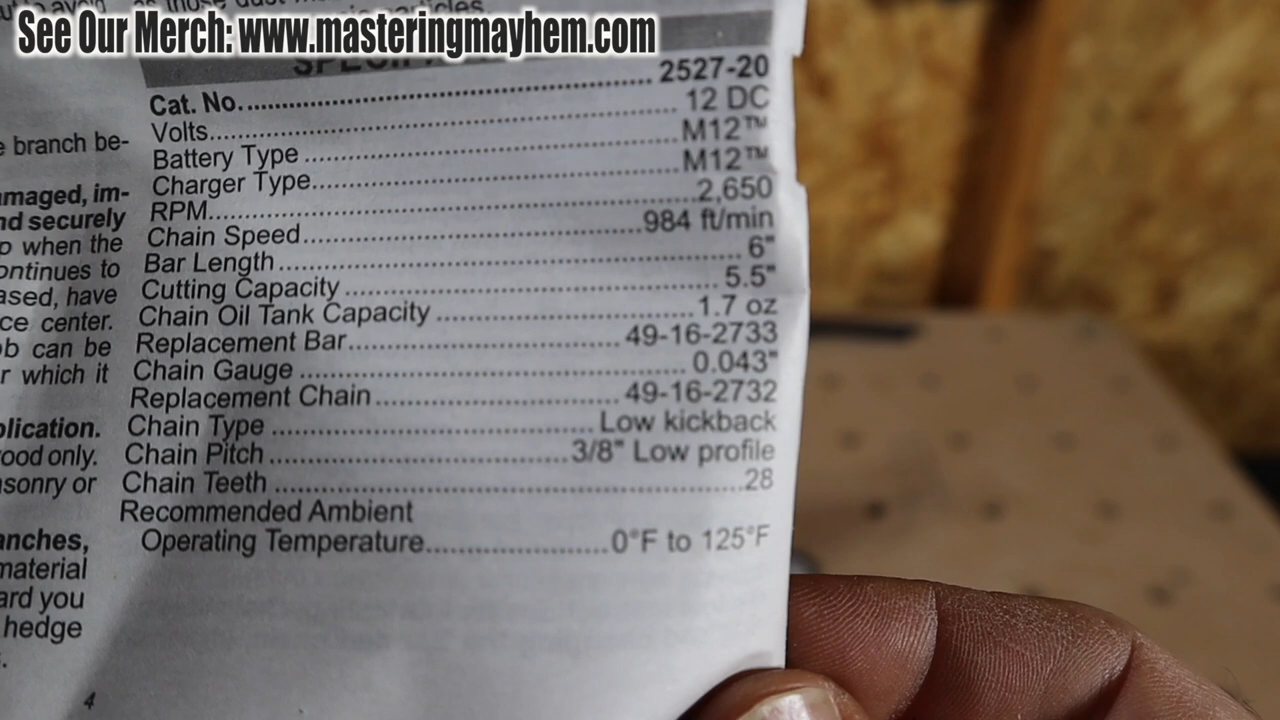 See Our Merch: www.masteringmayhem.com
particles.
Cat. No. 2527-20
Volts 12 DC
Battery Type M12™
Charger Type M12™
RPM 2,650
Chain Speed 984 ft/min
Bar Length 6"
Cutting Capacity 5.5"
Chain Oil Tank Capacity 1.7 oz
Replacement Bar 49-16-2733
Chain Gauge 0.043"
Replacement Chain 49-16-2732
Chain Type Low kickback
Chain Pitch 3/8" Low profile
Chain Teeth 28
Recommended Ambient
Operating Temperature 0°F to 125°F
branch be-
amaged, im-
nd securely
when the
ontinues to
ased, have
ce center.
ob can be
r which it
plication.
ood only.
sonry or
anches,
material
ard you
hedge
4